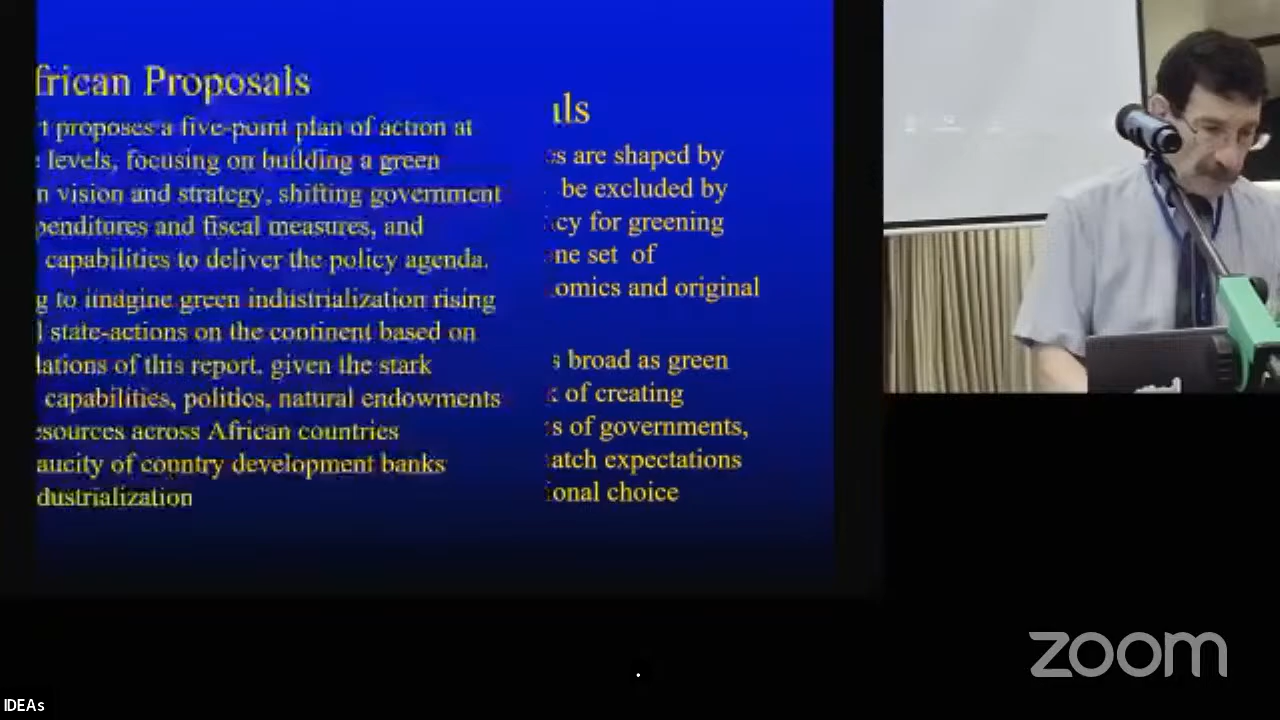 frican Proposals
t proposes a five-point plan of action at
levels, focusing on building a green
n vision and strategy, shifting government
penditures and fiscal measures, and
capabilities to deliver the policy agenda.
g to imagine green industrialization rising
state-actions on the continent based on
lations of this report, given the stark
capabilities, politics, natural endowments
esources across African countries
aucity of country development banks
dustrialization
ls
s are shaped by
be excluded by
cy for greening
ne set of
omics and original
s broad as green
of creating
s of governments,
atch expectations
ional choice
zoom
IDEAs